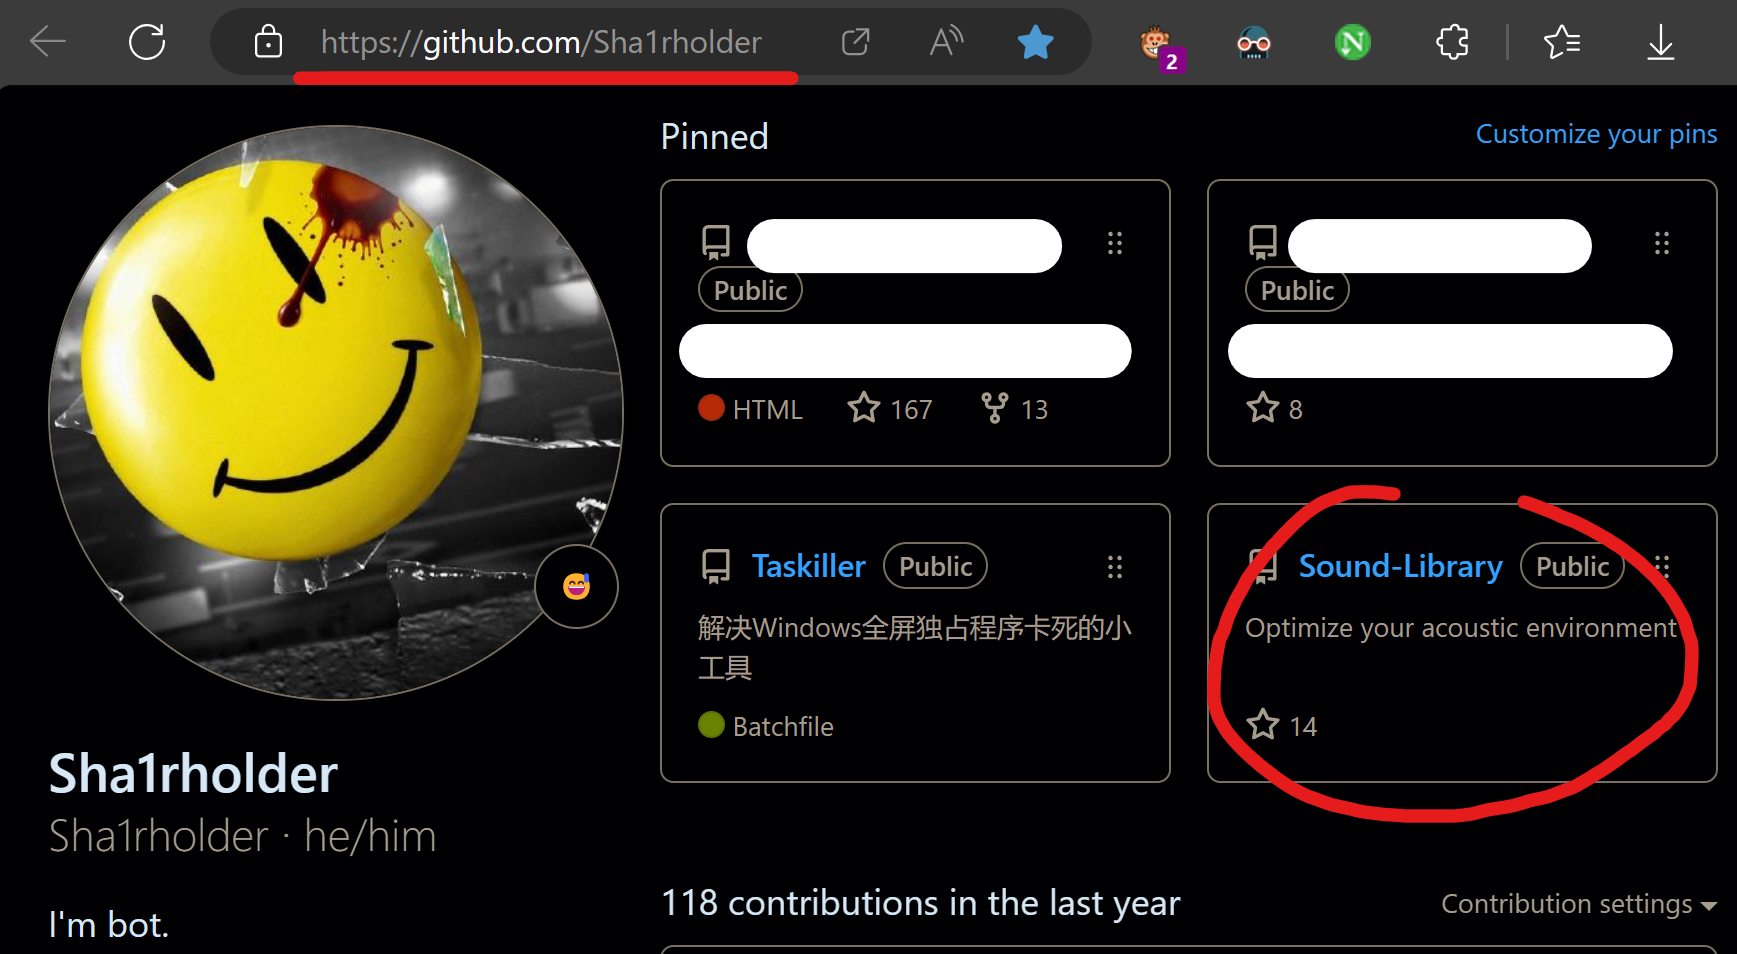 https://github.com/Sha1rholder
2
N
Pinned
Customize your pins
Public
Public
HTML 167 13
8
Taskiller Public
解决Windows全屏独占程序卡死的小
工具
Batchfile
Sound-Library Public
Optimize your acoustic environment
14
Sha1rholder
Sha1rholder · he/him
I'm bot.
118 contributions in the last year
Contribution settings